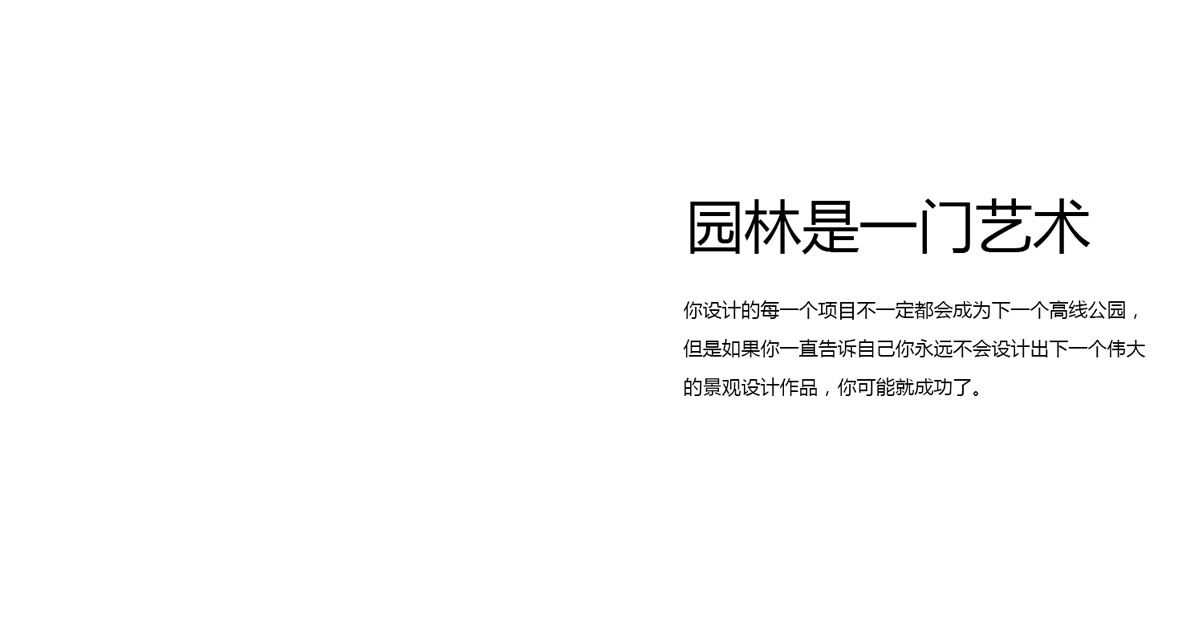 园林是一门艺术
你设计的每一个项目不一定都会成为下一个高线公园，
但是如果你一直告诉自己你永远不会设计出下一个伟大
的景观设计作品，你可能就成功了。